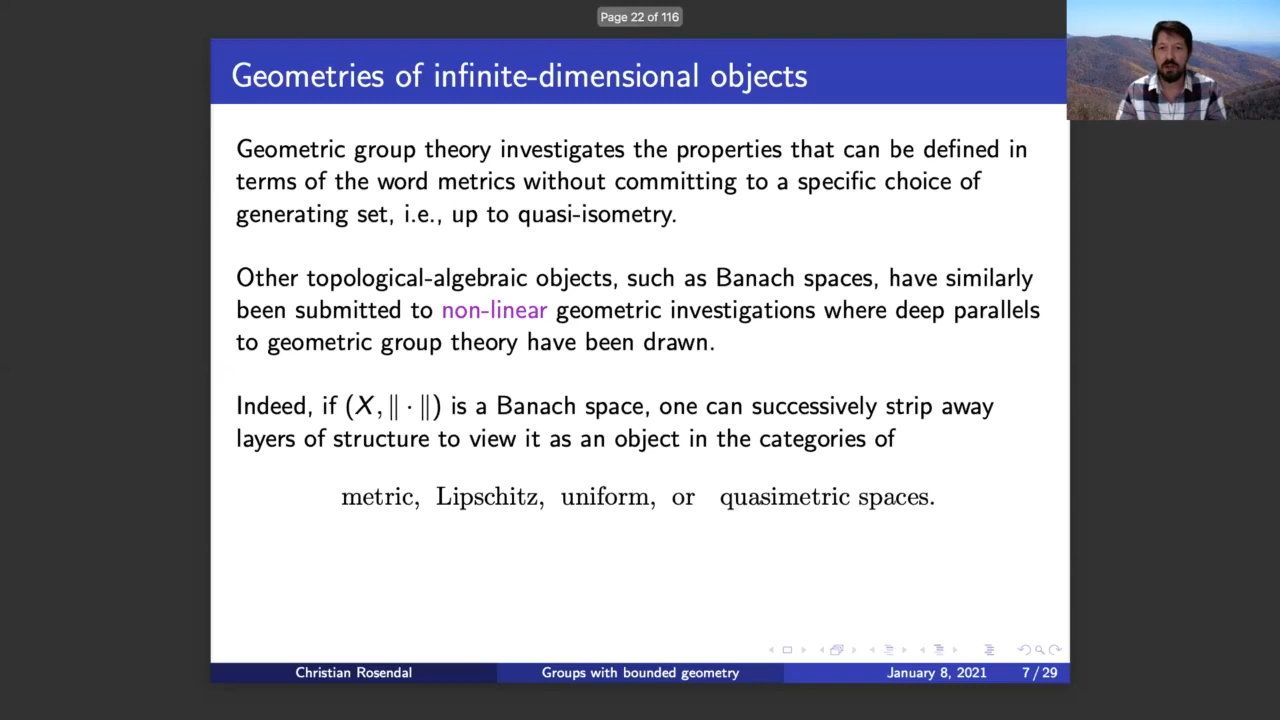 Page 22 of 116
Geometries of infinite-dimensional objects
Geometric group theory investigates the properties that can be defined in
terms of the word metrics without committing to a specific choice of
generating set, i.e., up to quasi-isometry.
Other topological-algebraic objects, such as Banach spaces, have similarly
been submitted to non-linear geometric investigations where deep parallels
to geometric group theory have been drawn.
Indeed, if (X, ‖ · ‖) is a Banach space, one can successively strip away
layers of structure to view it as an object in the categories of
metric, Lipschitz, uniform, or quasimetric spaces.
Christian Rosendal Groups with bounded geometry January 8, 2021 7 / 29